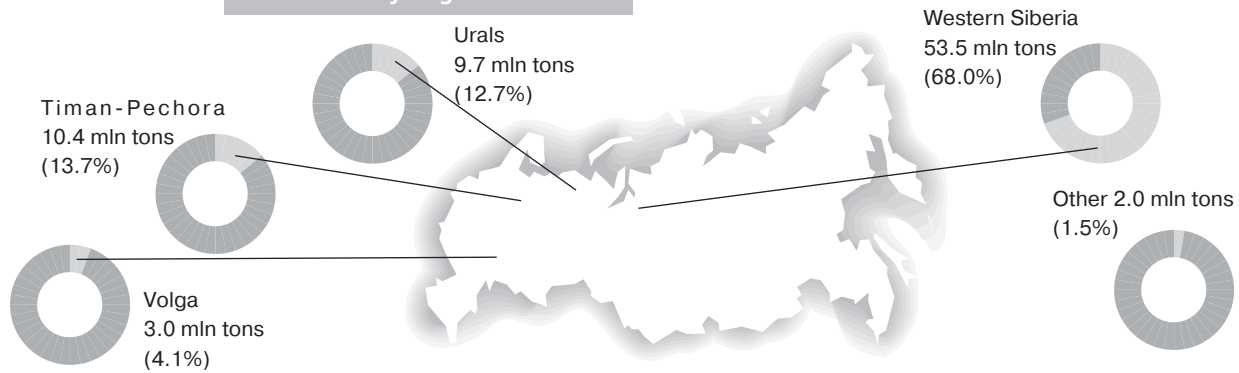 Western Siberia
53.5 mln tons
(68.0%)
Urals
9.7 mln tons
(12.7%)
Timan-Pechora
10.4 mln tons
(13.7%)
Other 2.0 mln tons
(1.5%)
Volga
3.0 mln tons
(4.1%)